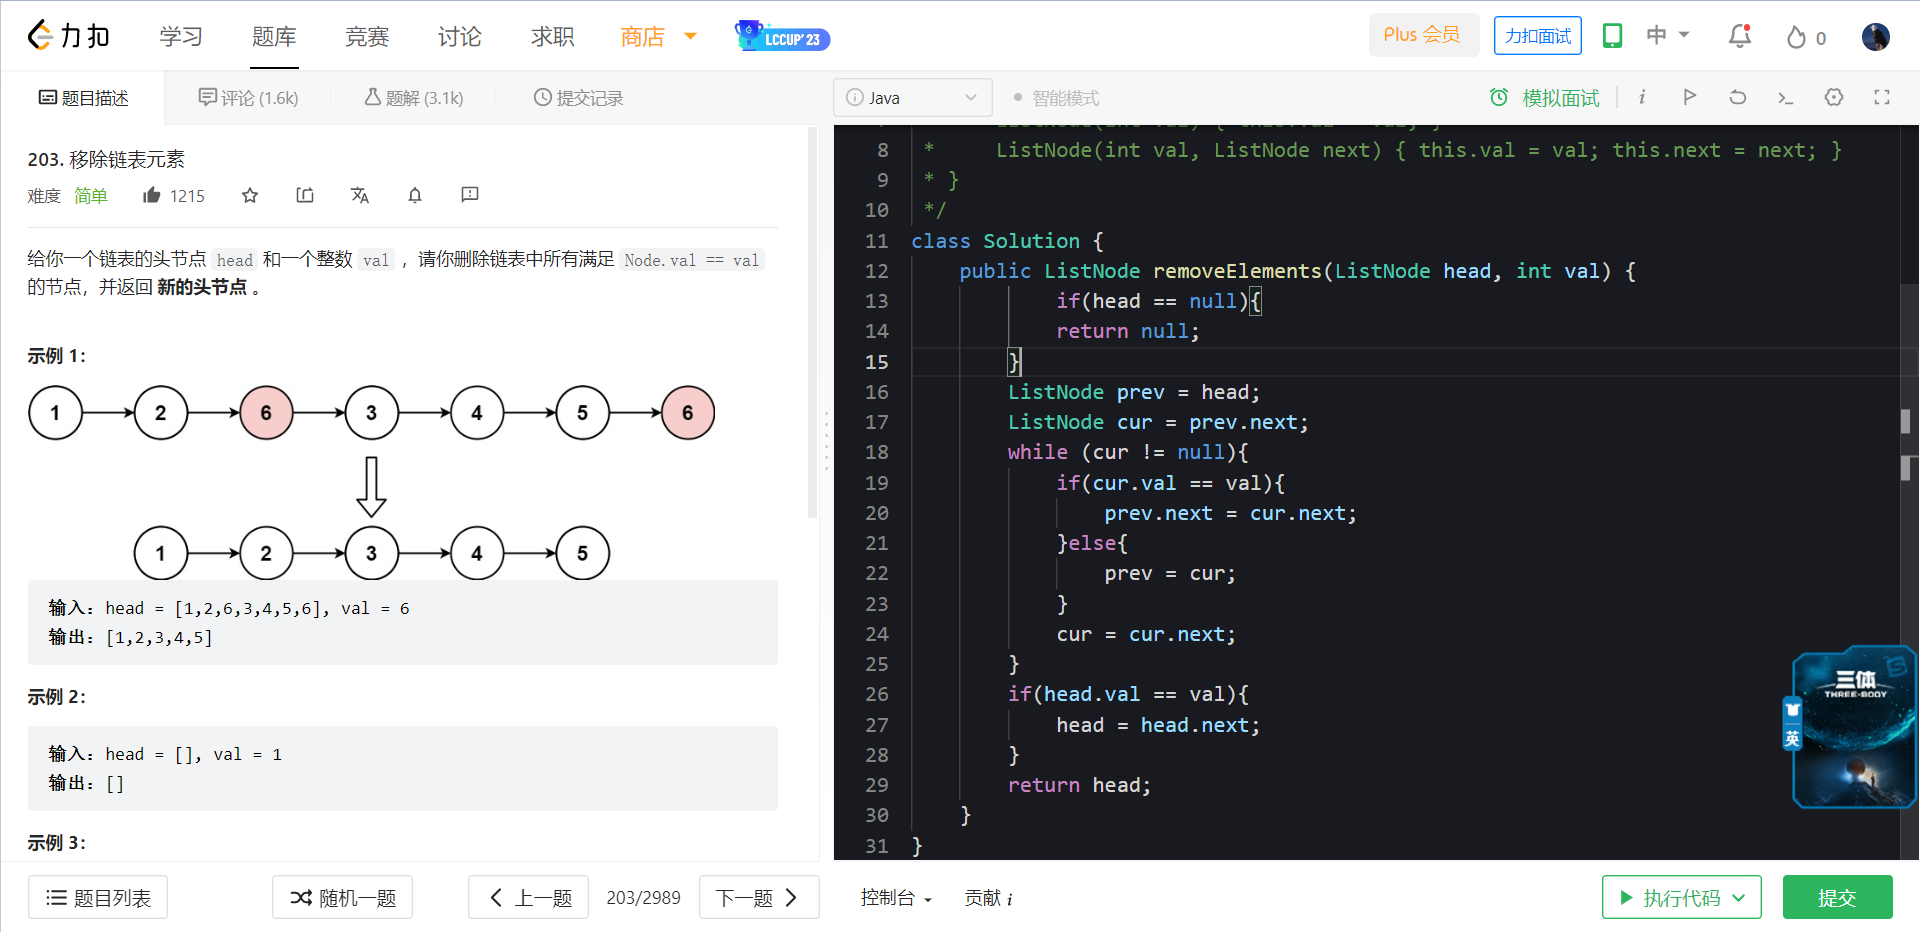 力扣 学习 题库 竞赛 讨论 求职 商店 LCCUP'23 Plus 会员 力扣面试 中 0
题目描述 评论 (1.6k) 题解 (3.1k) 提交记录
203. 移除链表元素
难度 简单 1215
给你一个链表的头节点 head 和一个整数 val ，请你删除链表中所有满足 Node.val == val
的节点，并返回 新的头节点 。
示例 1：
1 2 6 3 4 5 6
1 2 3 4 5
输入：head = [1,2,6,3,4,5,6], val = 6
输出：[1,2,3,4,5]
示例 2：
输入：head = [], val = 1
输出：[]
示例 3：
题目列表 随机一题 上一题 203/2989 下一题
Java 智能模式 模拟面试 i
8 *     ListNode(int val, ListNode next) { this.val = val; this.next = next; }
9 * }
10 */
11 class Solution {
12     public ListNode removeElements(ListNode head, int val) {
13             if(head == null){
14             return null;
15         }
16         ListNode prev = head;
17         ListNode cur = prev.next;
18         while (cur != null){
19             if(cur.val == val){
20                 prev.next = cur.next;
21             }else{
22                 prev = cur;
23             }
24             cur = cur.next;
25         }
26         if(head.val == val){
27             head = head.next;
28         }
29         return head;
30     }
31 }
三体
THREE-BODY
英
控制台 贡献 i 执行代码 提交